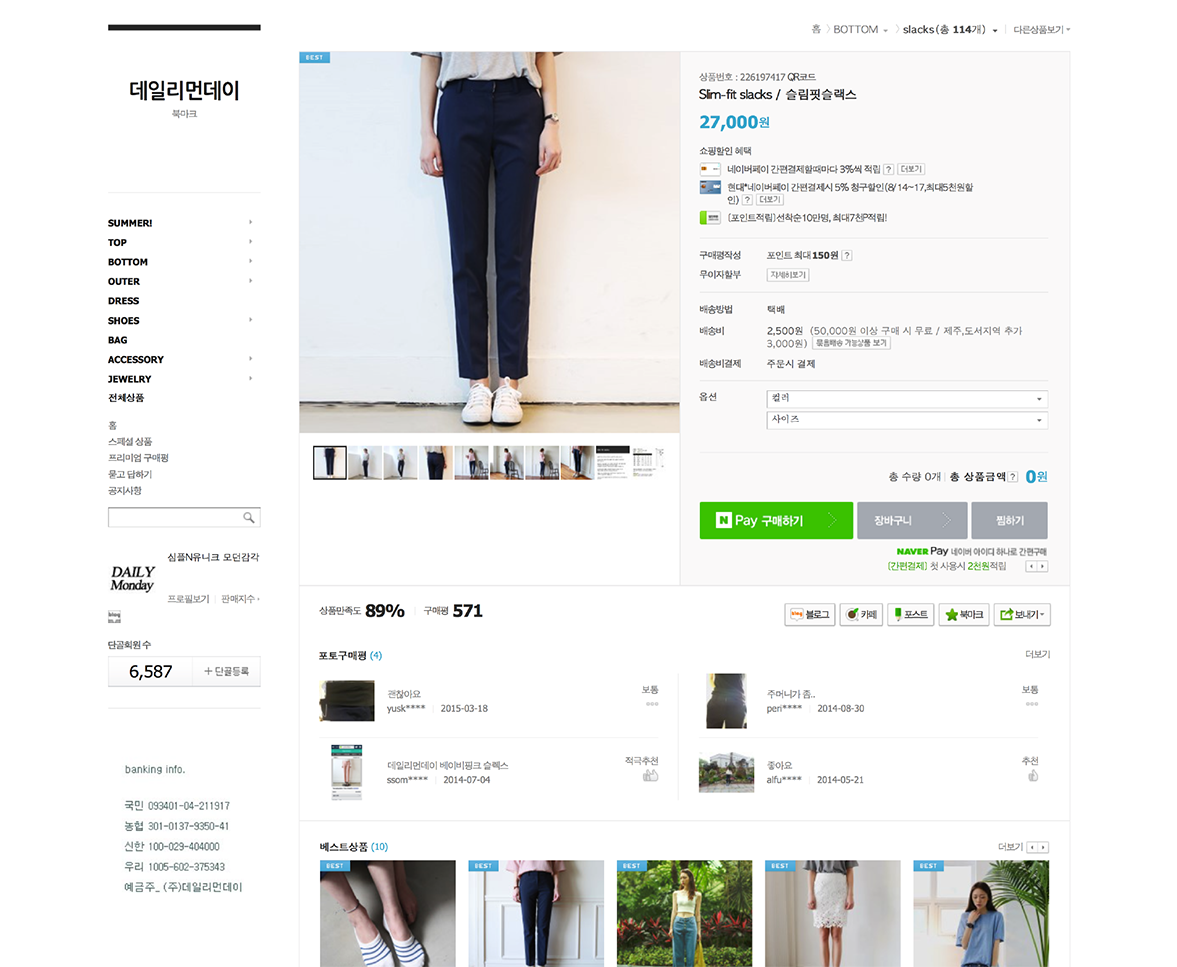 데일리먼데이
북마크
SUMMER!
TOP
BOTTOM
OUTER
DRESS
SHOES
BAG
ACCESSORY
JEWELRY
전체상품
홈
스페셜 상품
프리미엄 구매평
묻고 답하기
공지사항
심플N유니크 모던감각
DAILY
Monday
프로필보기 판매지수
단골회원수
6,587 + 단골등록
banking info.
국민 093401-04-211917
농협 301-0137-9350-41
신한 100-029-404000
우리 1005-602-375343
예금주_ (주)데일리먼데이
홈 BOTTOM slacks (총 114개) 다른상품보기
BEST
상품번호 : 226197417 QR코드
Slim-fit slacks / 슬림핏슬랙스
27,000원
쇼핑할인 혜택
네이버페이 간편결제할때마다 3%씩 적립 ? 더보기
현대*네이버페이 간편결제시 5% 청구할인(8/14~17,최대5천원할
인) ? 더보기
[포인트적립]선착순10만명, 최대7천P적립!
구매평작성 포인트 최대 150원 ?
무이자할부 자세히보기
배송방법 택배
배송비 2,500원 (50,000원 이상 구매 시 무료 / 제주,도서지역 추가
3,000원) 묶음배송 가능상품 보기
배송비결제 주문시 결제
옵션 컬러
사이즈
총 수량 0개 총 상품금액 ? 0원
N Pay 구매하기 장바구니 찜하기
NAVER Pay 네이버 아이디 하나로 간편구매
[간편결제] 첫 사용시 2천원적립
상품만족도 89% 구매평 571
blog 블로그 카페 포스트 북마크 보내기
포토구매평 (4) 더보기
괜찮아요 보통
yusk**** 2015-03-18
주머니가 좀.. 보통
peri**** 2014-08-30
데일리먼데이 베이비핑크 슬렉스 적극추천
ssom**** 2014-07-04
좋아요 추천
alfu**** 2014-05-21
베스트상품 (10) 더보기
BEST BEST BEST BEST BEST